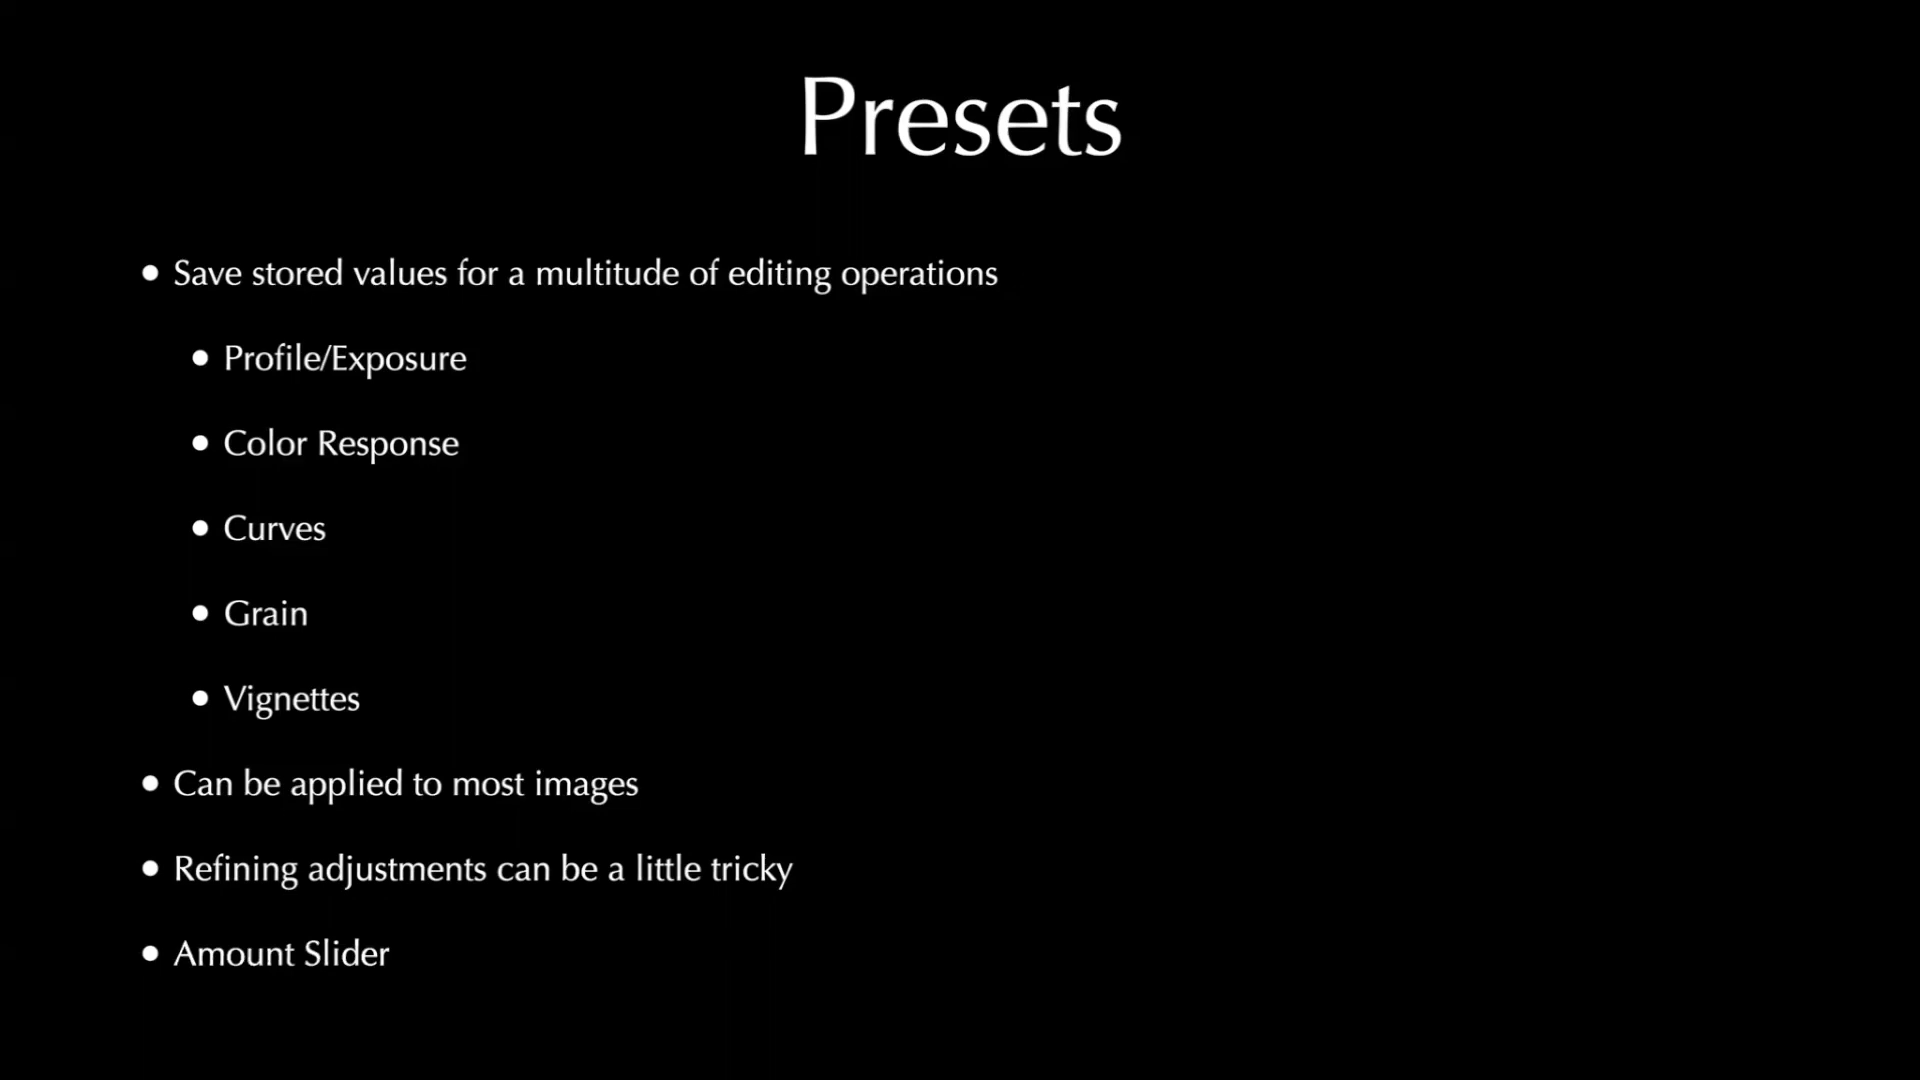 Presets
• Save stored values for a multitude of editing operations
• Profile/Exposure
• Color Response
• Curves
• Grain
• Vignettes
• Can be applied to most images
• Refining adjustments can be a little tricky
• Amount Slider